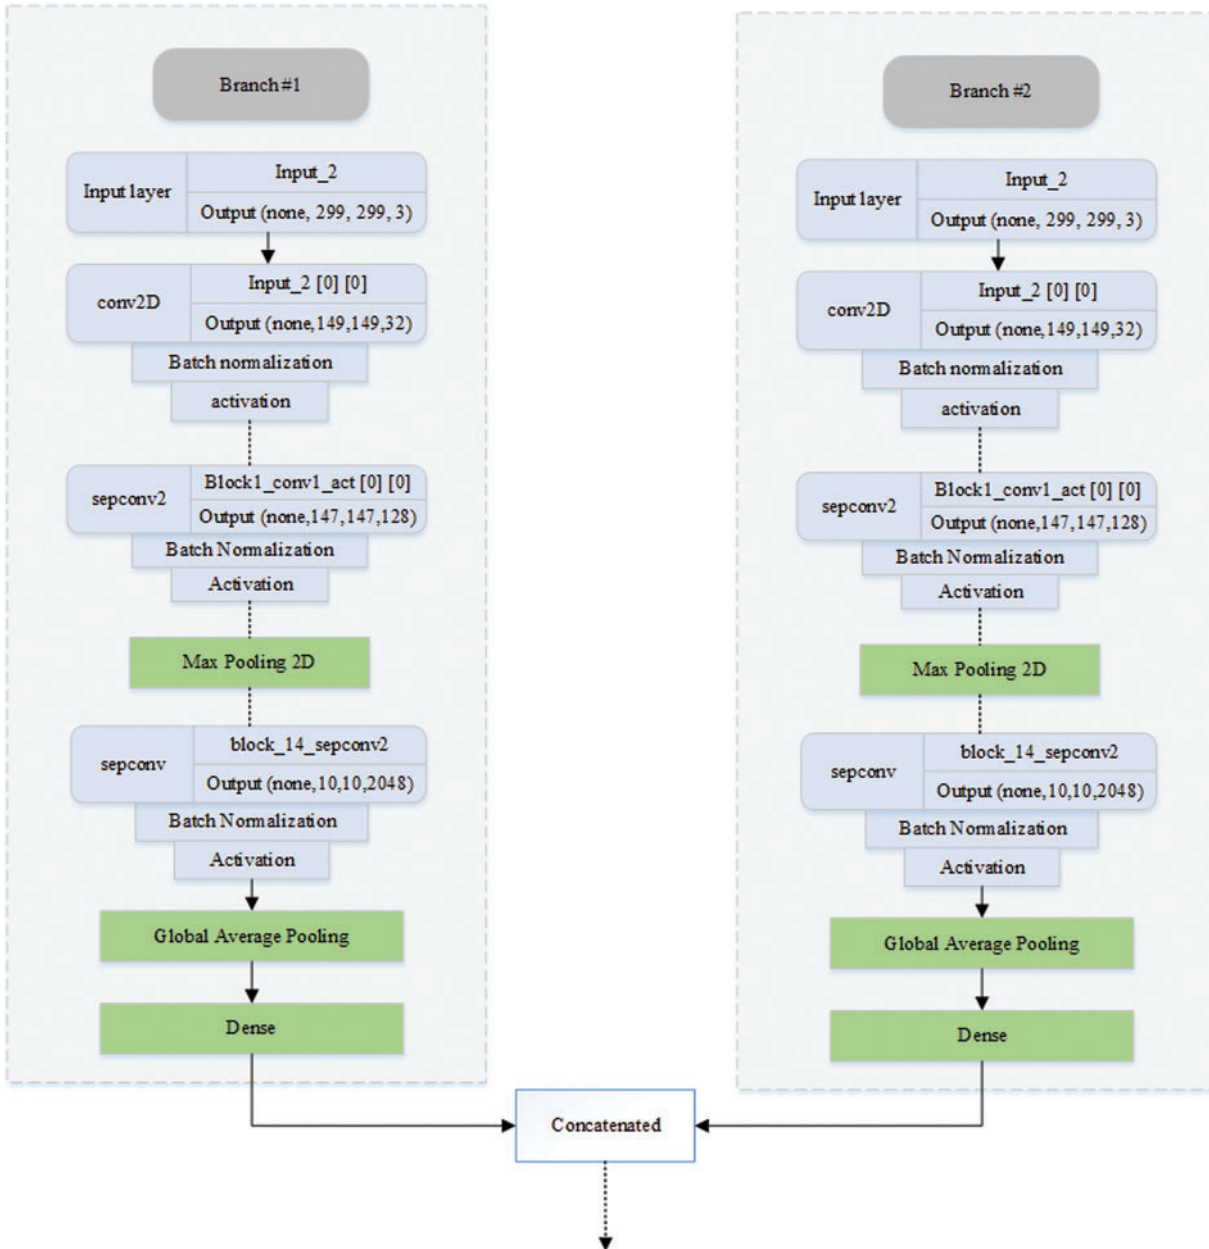 Branch #1
Input layer
Input_2
Output (none, 299, 299, 3)
conv2D
Input_2 [0] [0]
Output (none,149,149,32)
Batch normalization
activation
sepconv2
Block1_conv1_act [0] [0]
Output (none,147,147,128)
Batch Normalization
Activation
Max Pooling 2D
sepconv
block_14_sepconv2
Output (none,10,10,2048)
Batch Normalization
Activation
Global Average Pooling
Dense
Branch #2
Input layer
Input_2
Output (none, 299, 299, 3)
conv2D
Input_2 [0] [0]
Output (none,149,149,32)
Batch normalization
activation
sepconv2
Block1_conv1_act [0] [0]
Output (none,147,147,128)
Batch Normalization
Activation
Max Pooling 2D
sepconv
block_14_sepconv2
Output (none,10,10,2048)
Batch Normalization
Activation
Global Average Pooling
Dense
Concatenated